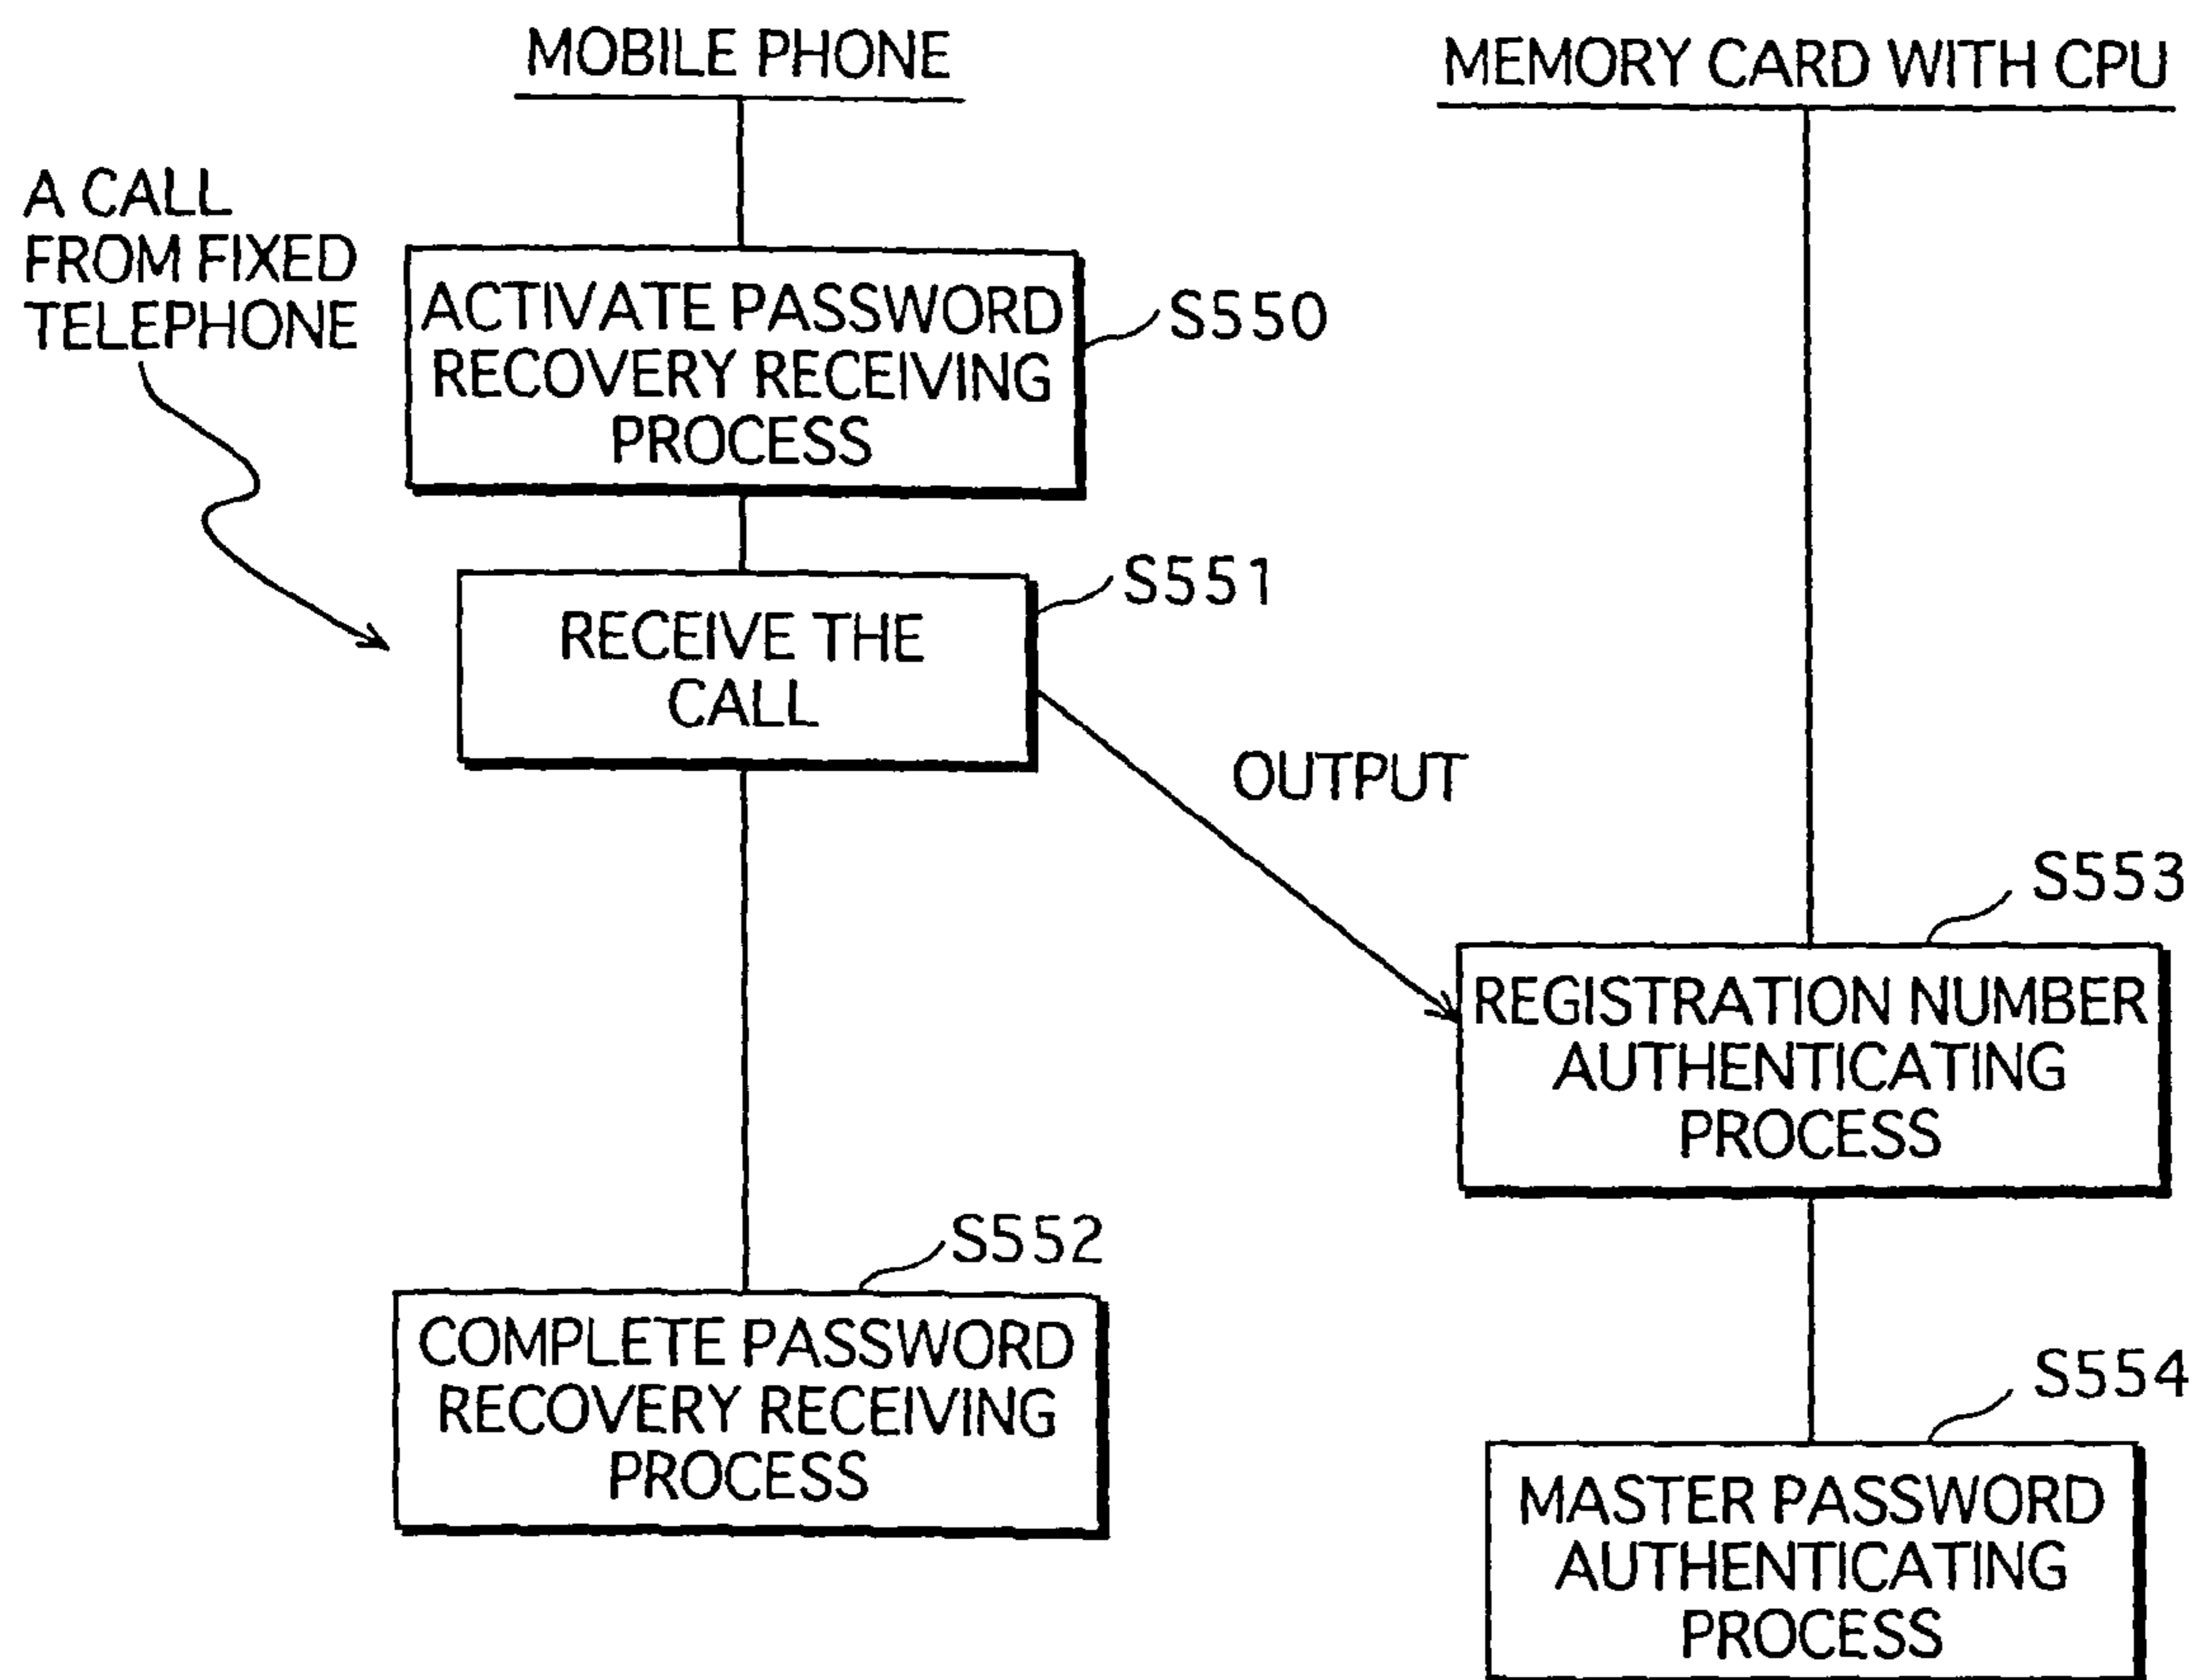 MOBILE PHONE
MEMORY CARD WITH CPU
A CALL
FROM FIXED
TELEPHONE
ACTIVATE PASSWORD
RECOVERY RECEIVING
PROCESS
S550
RECEIVE THE
CALL
S551
OUTPUT
S553
REGISTRATION NUMBER
AUTHENTICATING
PROCESS
S552
COMPLETE PASSWORD
RECOVERY RECEIVING
PROCESS
S554
MASTER PASSWORD
AUTHENTICATING
PROCESS